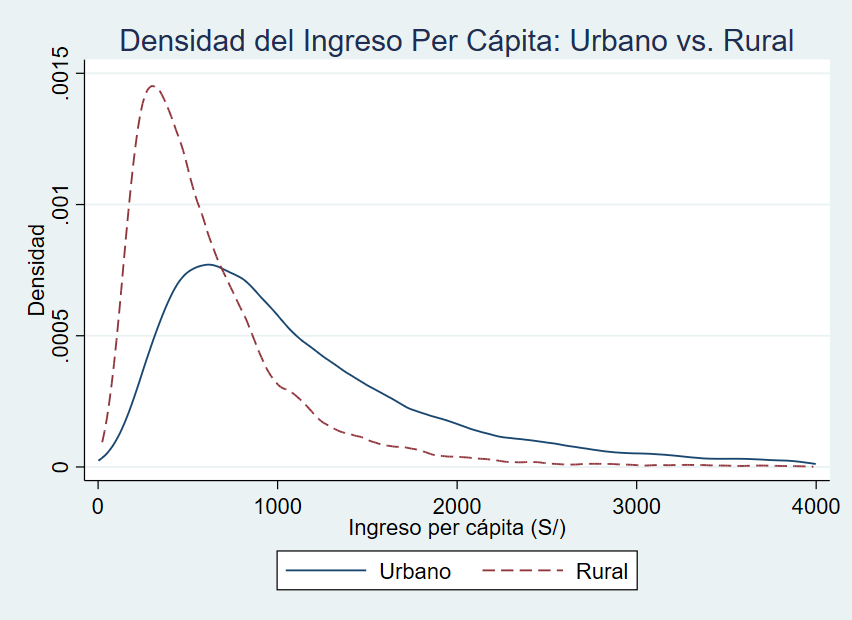 Densidad del Ingreso Per Cápita: Urbano vs. Rural
Densidad
.0015
.001
.0005
0
0 1000 2000 3000 4000
Ingreso per cápita (S/)
Urbano Rural